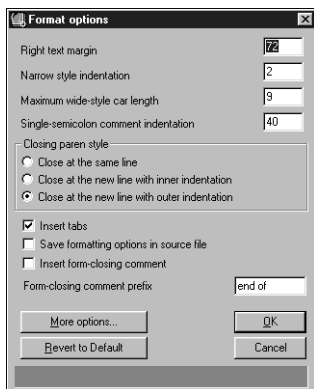 Format options
Right text margin 72
Narrow style indentation 2
Maximum wide-style car length 9
Single-semicolon comment indentation 40
Closing paren style
Close at the same line
Close at the new line with inner indentation
Close at the new line with outer indentation
Insert tabs
Save formatting options in source file
Insert form-closing comment
Form-closing comment prefix end of
More options... OK
Revert to Default Cancel